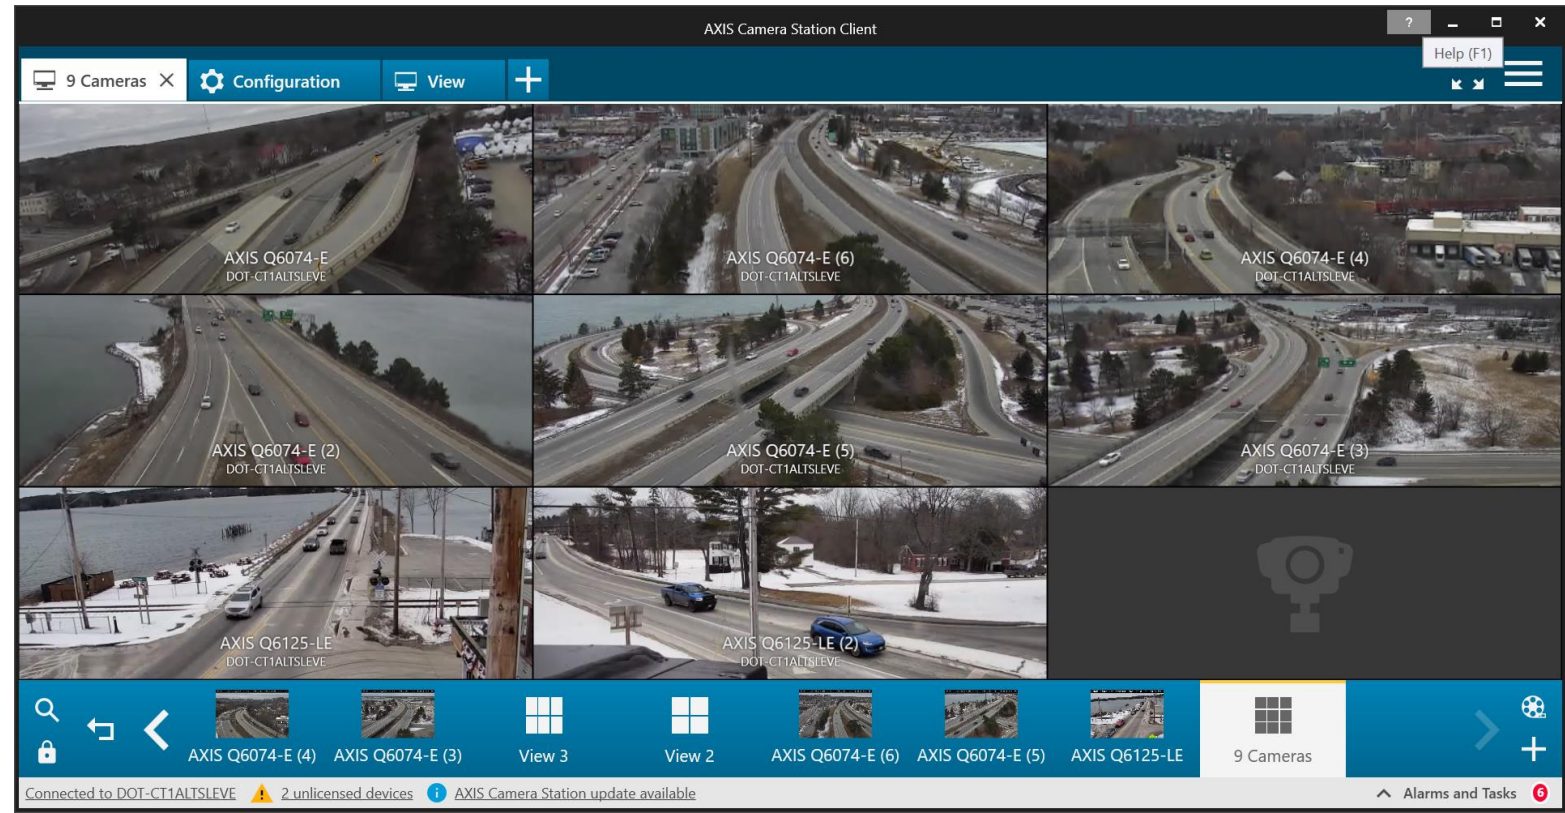 AXIS Camera Station Client
?
Help (F1)
9 Cameras
Configuration
View
AXIS Q6074-E
DOT-CT1ALTSLEVE
AXIS Q6074-E (6)
DOT-CT1ALTSLEVE
AXIS Q6074-E (4)
DOT-CT1ALTSLEVE
AXIS Q6074-E (2)
DOT-CT1ALTSLEVE
AXIS Q6074-E (5)
DOT-CT1ALTSLEVE
AXIS Q6074-E (3)
DOT-CT1ALTSLEVE
AXIS Q6125-LE
DOT-CT1ALTSLEVE
AXIS Q6125-LE (2)
DOT-CT1ALTSLEVE
AXIS Q6074-E (4)
AXIS Q6074-E (3)
View 3
View 2
AXIS Q6074-E (6)
AXIS Q6074-E (5)
AXIS Q6125-LE
9 Cameras
Connected to DOT-CT1ALTSLEVE
2 unlicensed devices
AXIS Camera Station update available
Alarms and Tasks
6